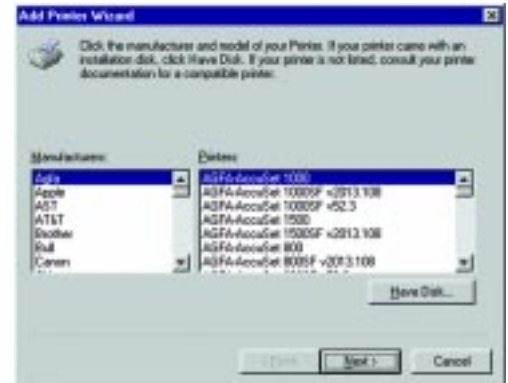 Add Printer Wizard
Click the manufacturer and model of your Printer. If your printer came with an
installation disk, click Have Disk. If your printer is not listed, consult your printer
documentation for a compatible printer.
Manufacturers:
Printers:
Agfa
Apple
AST
AT&T
Brother
Bull
Canon
AGFA-AccuSet 1000
AGFA-AccuSet 1000SF v2013.108
AGFA-AccuSet 1000SF v52.3
AGFA-AccuSet 1500
AGFA-AccuSet 1500SF v2013.108
AGFA-AccuSet 800
AGFA-AccuSet 800SF v2013.108
Have Disk...
< Back
Next >
Cancel